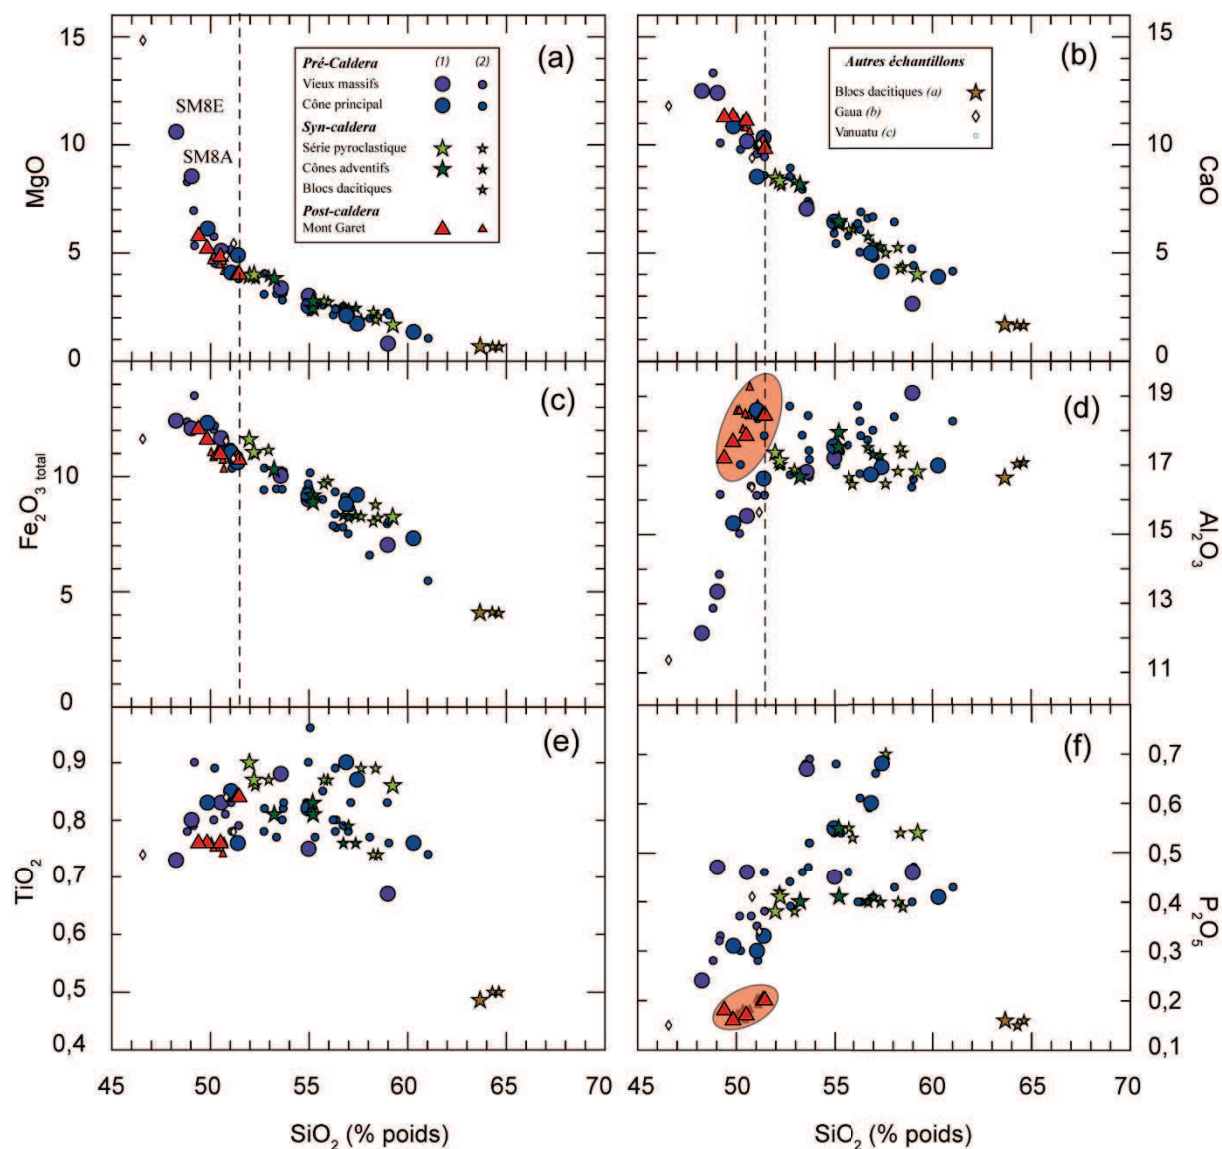 (a)
15
10
5
0
MgO
SM8E
SM8A
Pré-Caldera (1) (2)
Vieux massifs
Cône principal
Syn-caldera
Série pyroclastique
Cônes adventifs
Blocs dacitiques
Post-caldera
Mont Garet
(b)
Autres échantillons
Blocs dacitiques (a)
Gaua (b)
Vanuatu (c)
15
10
5
0
CaO
(c)
10
5
0
Fe₂O₃ total
(d)
19
17
15
13
11
Al₂O₃
(e)
0,9
0,8
0,7
0,6
0,5
0,4
TiO₂
45 50 55 60 65 70
SiO₂ (% poids)
(f)
0,7
0,6
0,5
0,4
0,3
0,2
0,1
P₂O₅
45 50 55 60 65 70
SiO₂ (% poids)